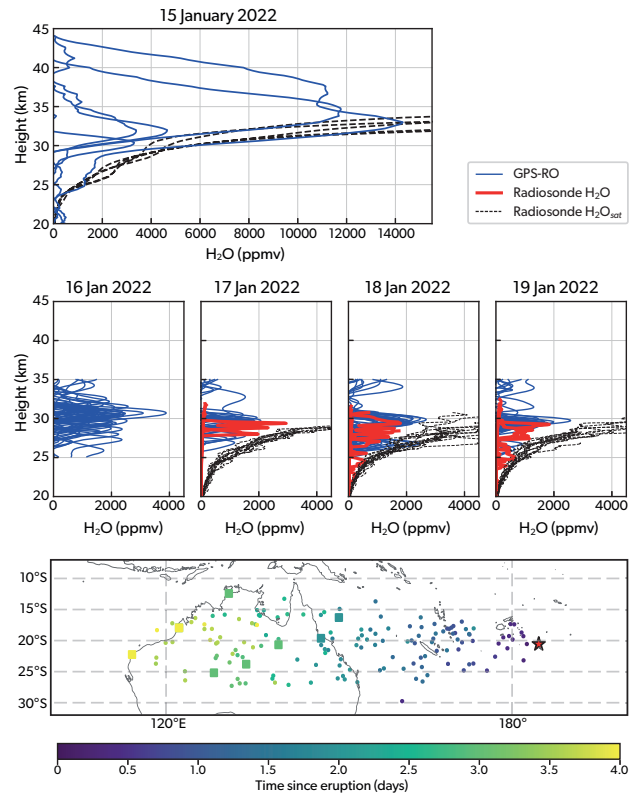 15 January 2022
45
40
35
30
25
20
Height (km)
0 2000 4000 6000 8000 10000 12000 14000
H₂O (ppmv)
GPS-RO
Radiosonde H₂O
Radiosonde H₂Osat
16 Jan 2022 17 Jan 2022 18 Jan 2022 19 Jan 2022
45
40
35
30
25
20
Height (km)
0 2000 4000 0 2000 4000 0 2000 4000 0 2000 4000
H₂O (ppmv) H₂O (ppmv) H₂O (ppmv) H₂O (ppmv)
10°S
15°S
20°S
25°S
30°S
120°E 180°
0 0.5 1.0 1.5 2.0 2.5 3.0 3.5 4.0
Time since eruption (days)